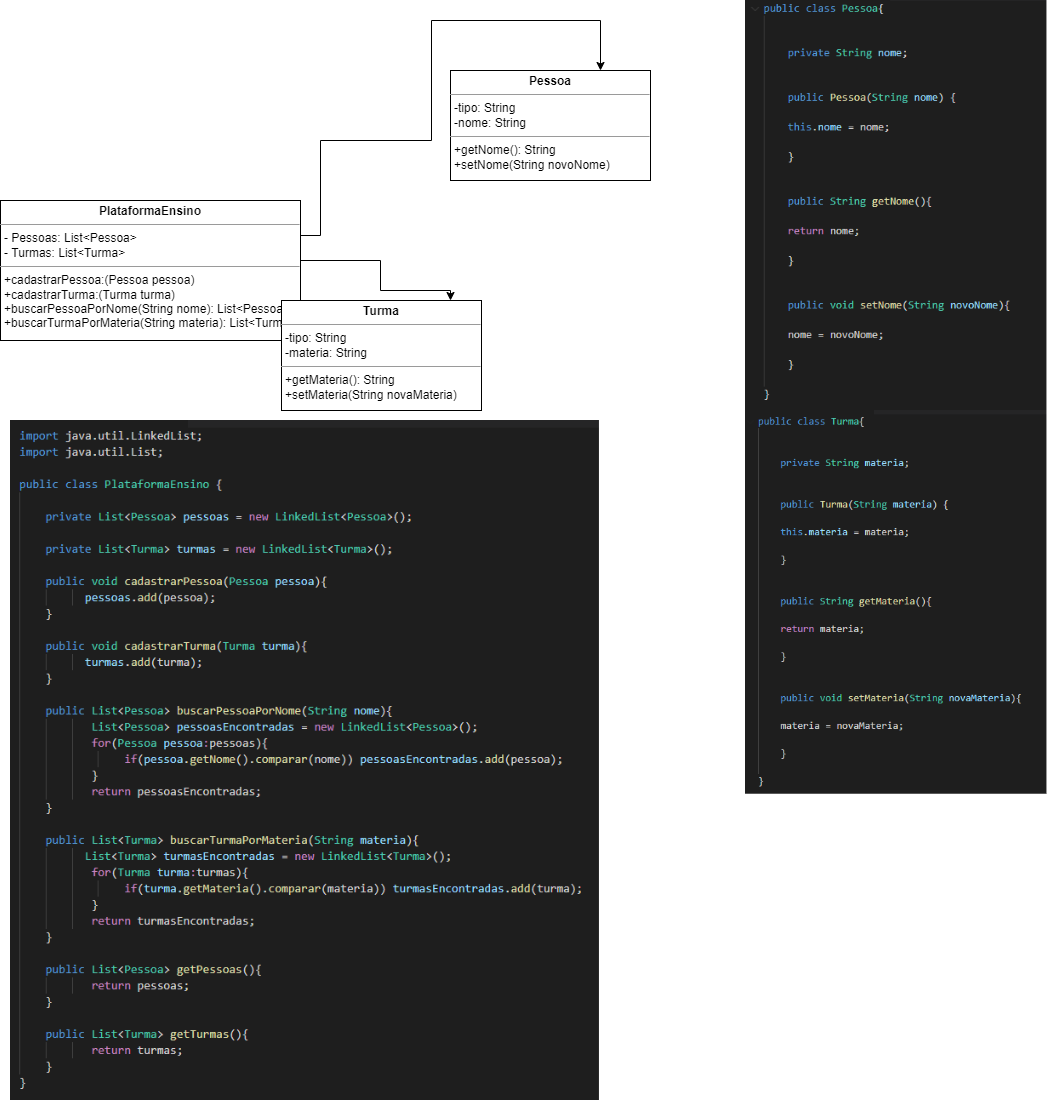 Pessoa
-tipo: String
-nome: String
+getNome(): String
+setNome(String novoNome)
PlataformaEnsino
- Pessoas: List<Pessoa>
- Turmas: List<Turma>
+cadastrarPessoa:(Pessoa pessoa)
+cadastrarTurma:(Turma turma)
+buscarPessoaPorNome(String nome): List<Pessoa
+buscarTurmaPorMateria(String materia): List<Turm
Turma
-tipo: String
-materia: String
+getMateria(): String
+setMateria(String novaMateria)
import java.util.LinkedList;
import java.util.List;
public class PlataformaEnsino {
private List<Pessoa> pessoas = new LinkedList<Pessoa>();
private List<Turma> turmas = new LinkedList<Turma>();
public void cadastrarPessoa(Pessoa pessoa){
pessoas.add(pessoa);
}
public void cadastrarTurma(Turma turma){
turmas.add(turma);
}
public List<Pessoa> buscarPessoaPorNome(String nome){
List<Pessoa> pessoasEncontradas = new LinkedList<Pessoa>();
for(Pessoa pessoa:pessoas){
if(pessoa.getNome().comparar(nome)) pessoasEncontradas.add(pessoa);
}
return pessoasEncontradas;
}
public List<Turma> buscarTurmaPorMateria(String materia){
List<Turma> turmasEncontradas = new LinkedList<Turma>();
for(Turma turma:turmas){
if(turma.getMateria().comparar(materia)) turmasEncontradas.add(turma);
}
return turmasEncontradas;
}
public List<Pessoa> getPessoas(){
return pessoas;
}
public List<Turma> getTurmas(){
return turmas;
}
}
public class Pessoa{
private String nome;
public Pessoa(String nome) {
this.nome = nome;
}
public String getNome(){
return nome;
}
public void setNome(String novoNome){
nome = novoNome;
}
}
public class Turma{
private String materia;
public Turma(String materia) {
this.materia = materia;
}
public String getMateria(){
return materia;
}
public void setMateria(String novaMateria){
materia = novaMateria;
}
}